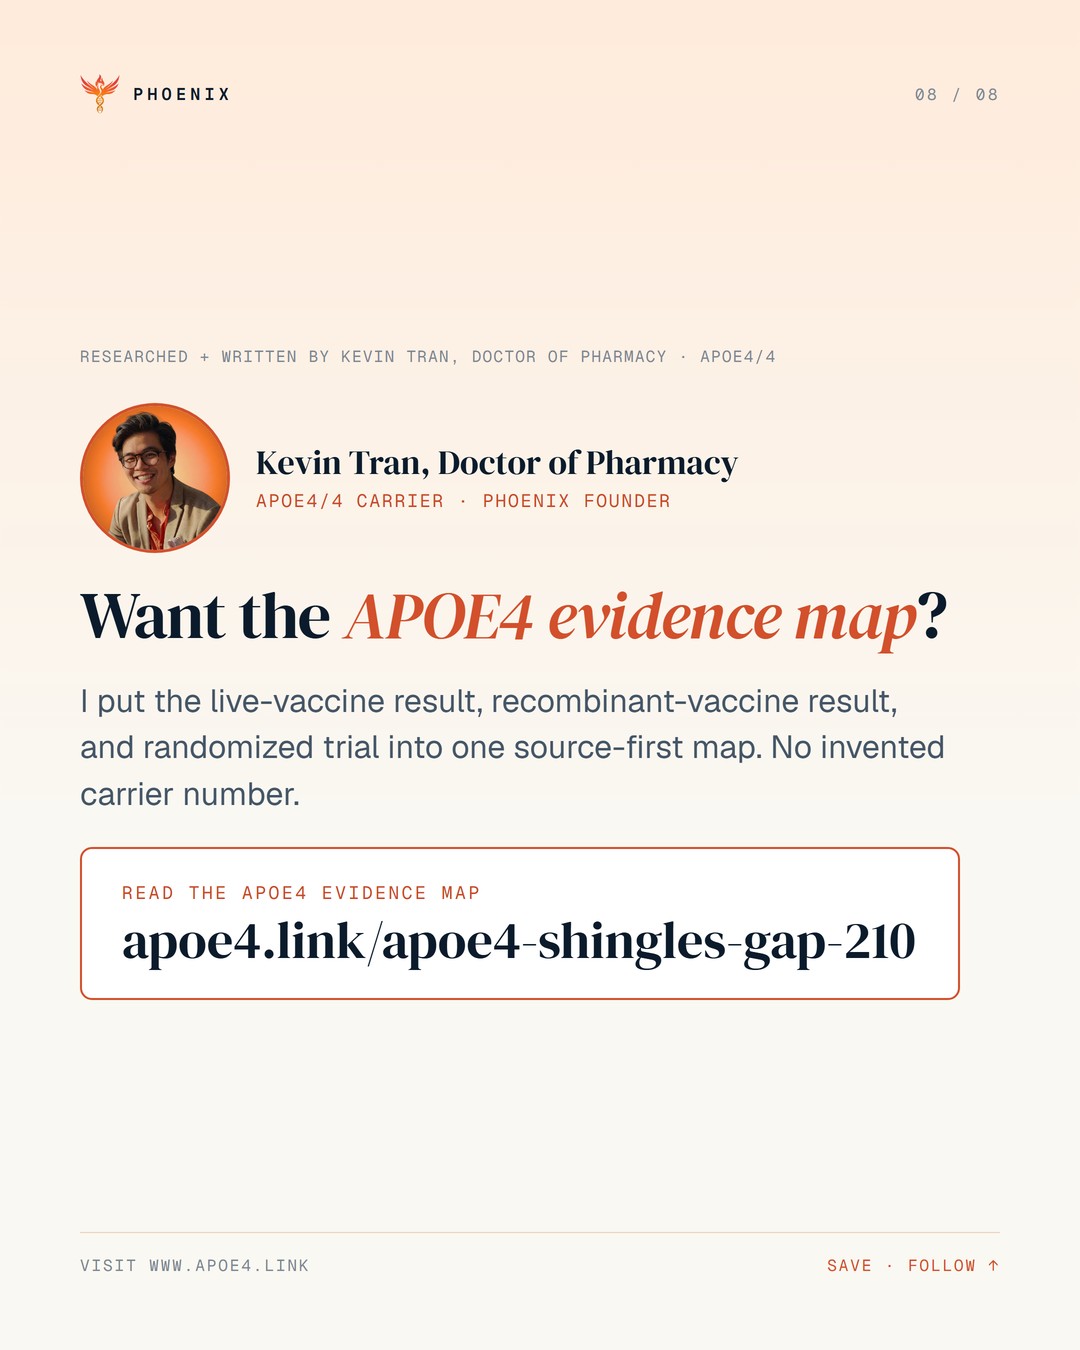 PHOENIX
08 / 08
RESEARCHED + WRITTEN BY KEVIN TRAN, DOCTOR OF PHARMACY · APOE4/4
Kevin Tran, Doctor of Pharmacy
APOE4/4 CARRIER · PHOENIX FOUNDER
Want the APOE4 evidence map?
I put the live-vaccine result, recombinant-vaccine result,
and randomized trial into one source-first map. No invented
carrier number.
READ THE APOE4 EVIDENCE MAP
apoe4.link/apoe4-shingles-gap-210
VISIT WWW.APOE4.LINK
SAVE · FOLLOW ↑